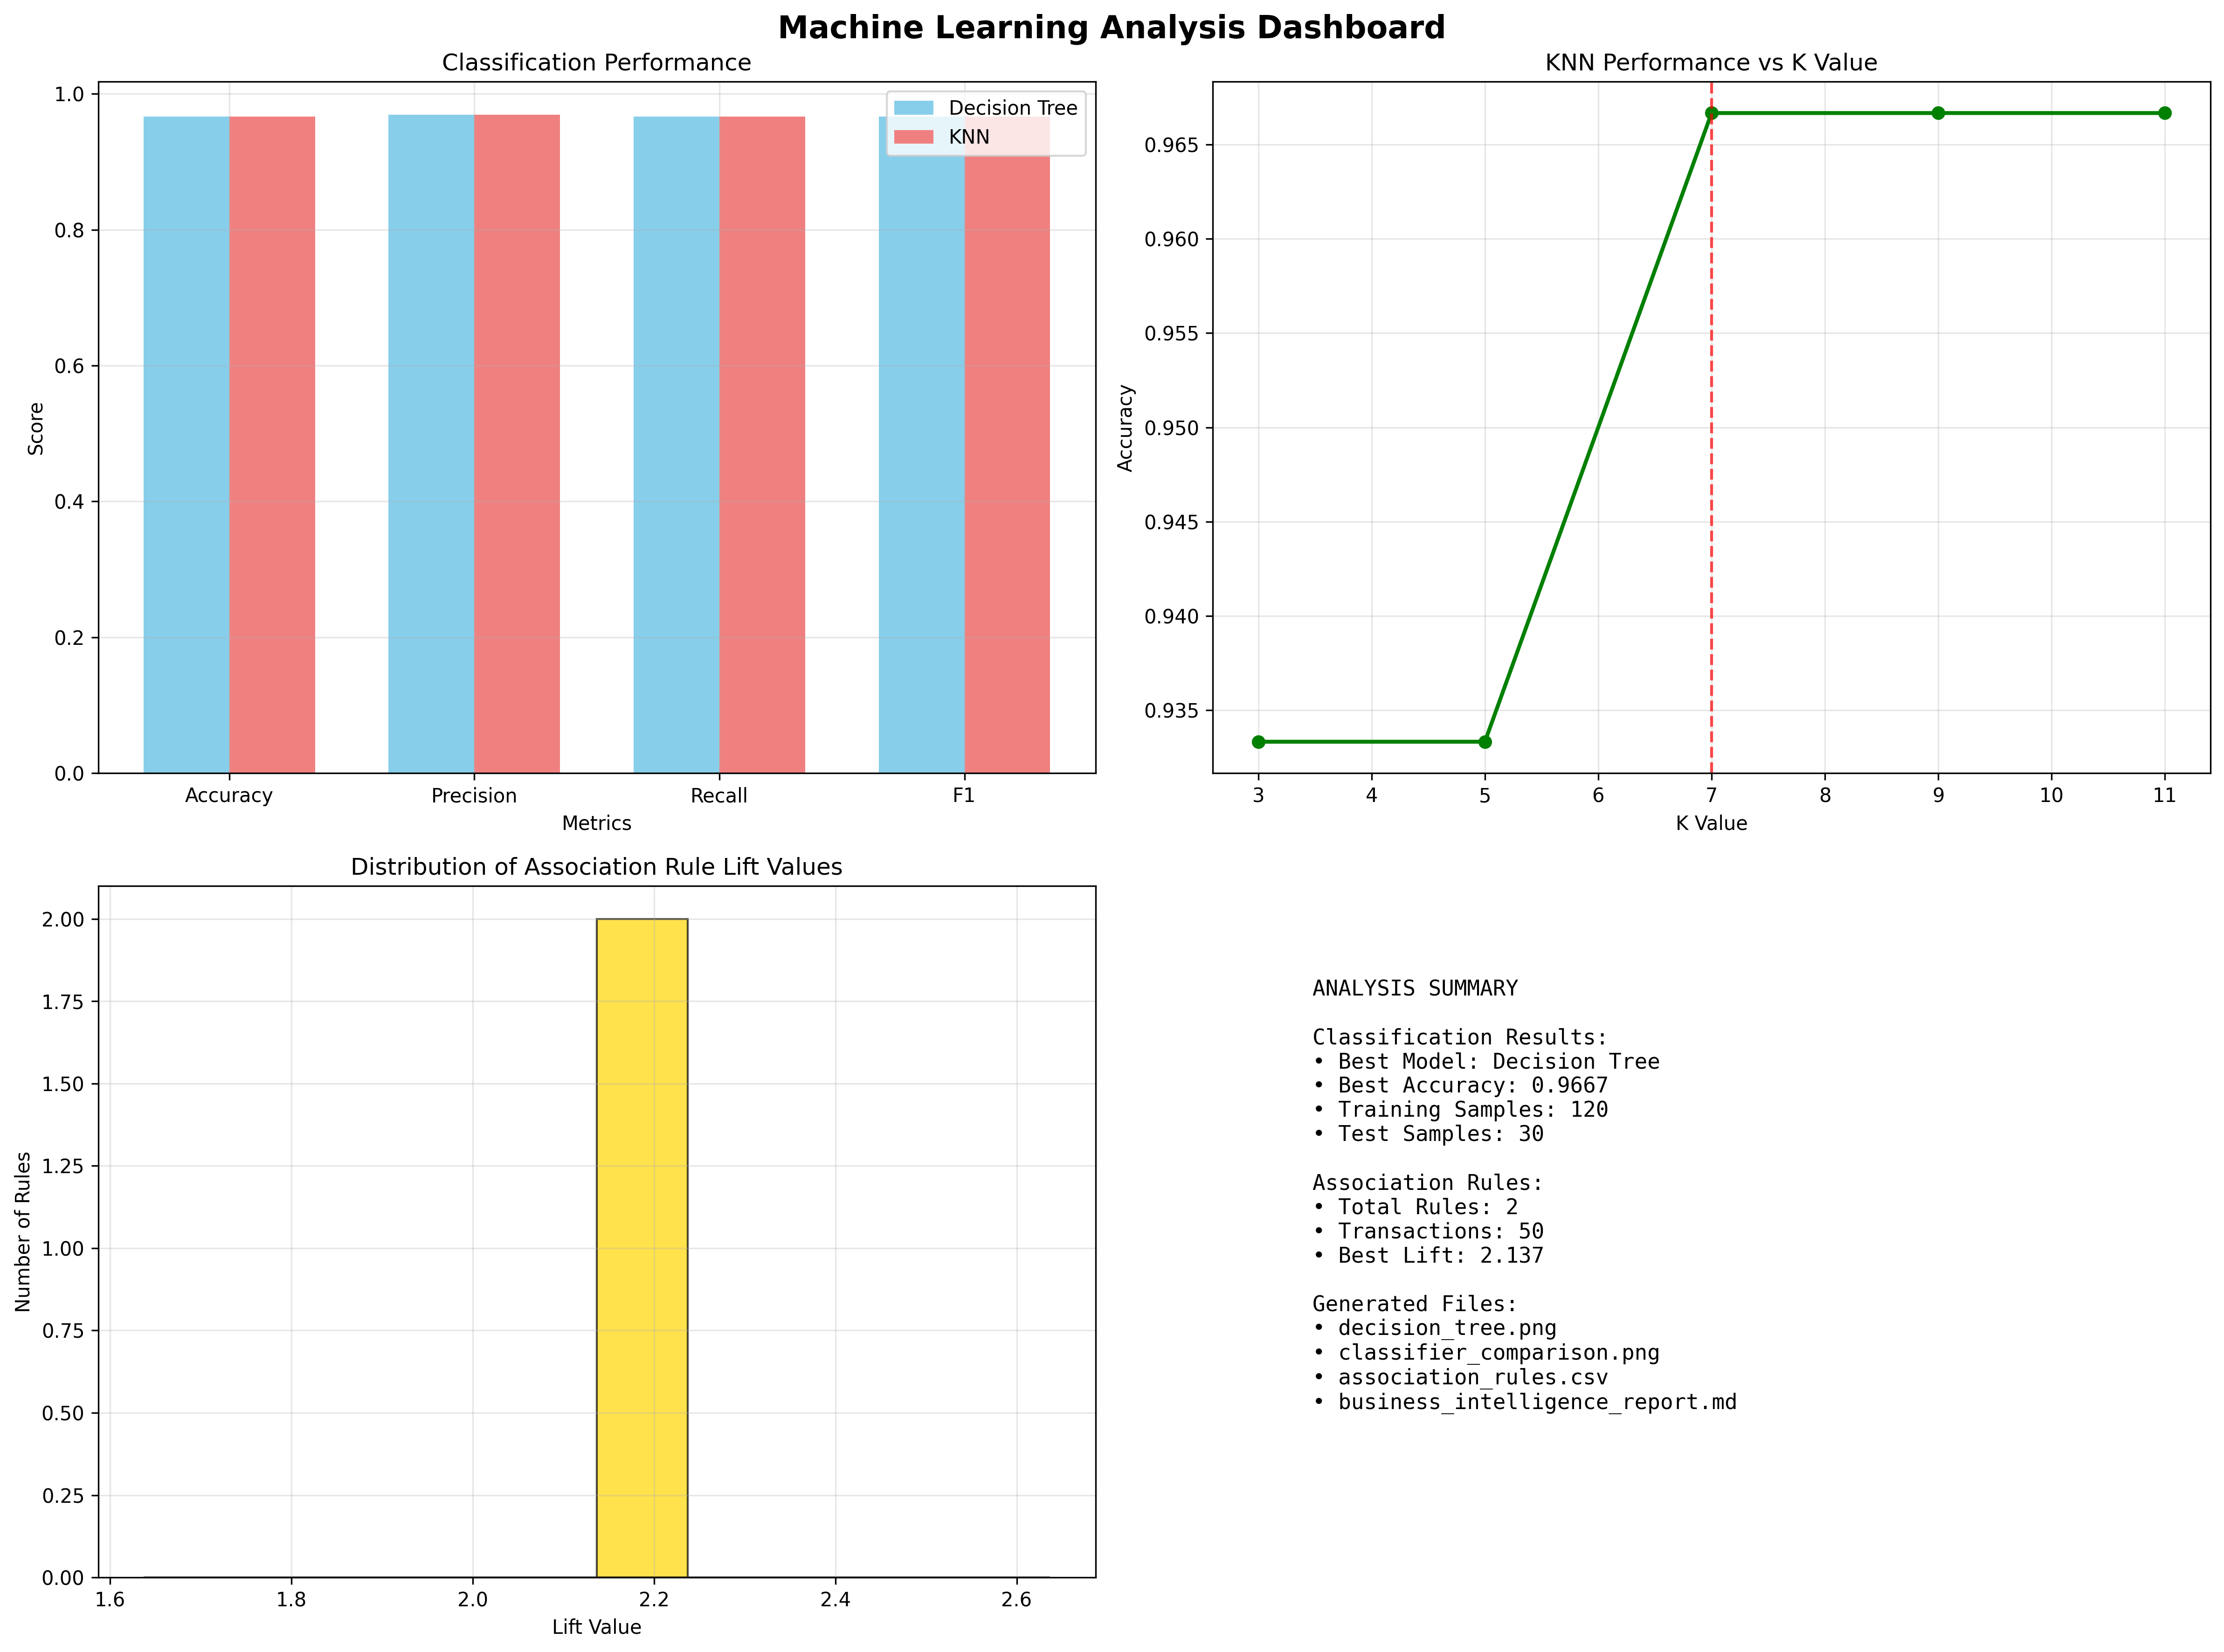 Machine Learning Analysis Dashboard
Classification Performance
1.0
0.8
0.6
0.4
0.2
0.0
Score
Decision Tree
KNN
Accuracy
Precision
Recall
F1
Metrics
KNN Performance vs K Value
0.965
0.960
0.955
0.950
0.945
0.940
0.935
Accuracy
3
4
5
6
7
8
9
10
11
K Value
Distribution of Association Rule Lift Values
2.00
1.75
1.50
1.25
1.00
0.75
0.50
0.25
0.00
Number of Rules
1.6
1.8
2.0
2.2
2.4
2.6
Lift Value
ANALYSIS SUMMARY
Classification Results:
• Best Model: Decision Tree
• Best Accuracy: 0.9667
• Training Samples: 120
• Test Samples: 30
Association Rules:
• Total Rules: 2
• Transactions: 50
• Best Lift: 2.137
Generated Files:
• decision_tree.png
• classifier_comparison.png
• association_rules.csv
• business_intelligence_report.md